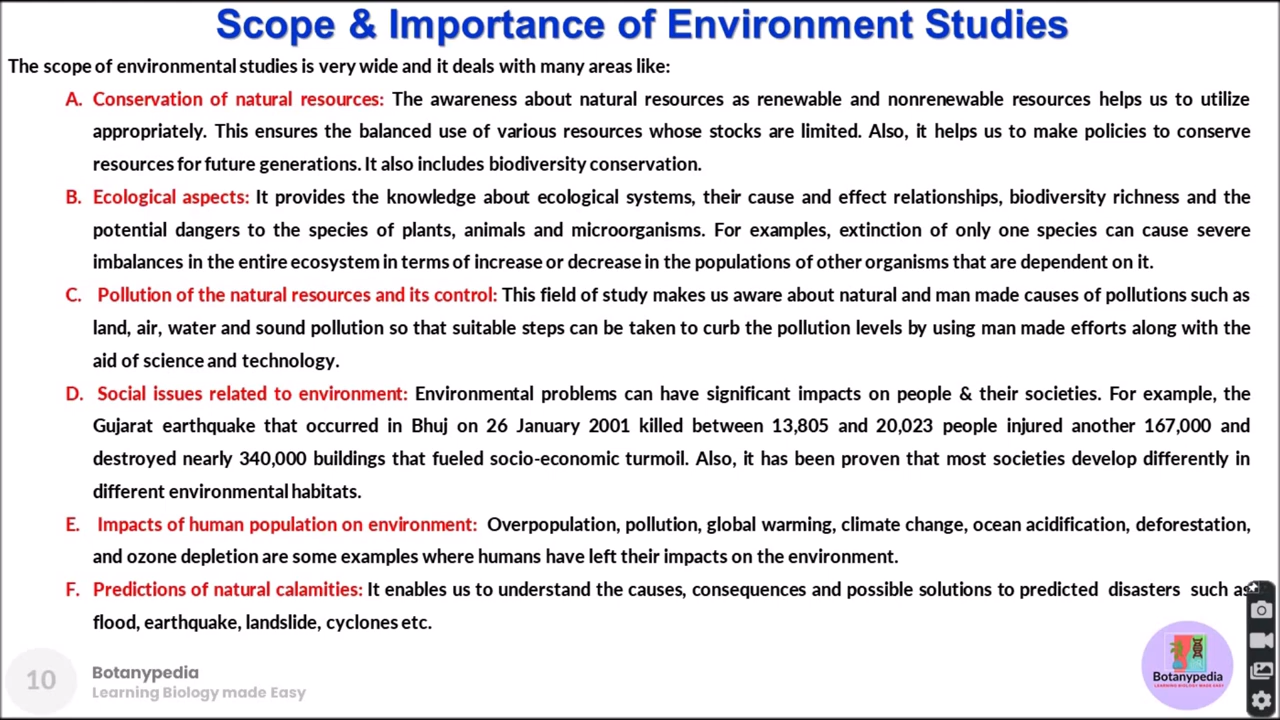 Scope & Importance of Environment Studies
The scope of environmental studies is very wide and it deals with many areas like:
A. Conservation of natural resources: The awareness about natural resources as renewable and nonrenewable resources helps us to utilize
appropriately. This ensures the balanced use of various resources whose stocks are limited. Also, it helps us to make policies to conserve
resources for future generations. It also includes biodiversity conservation.
B. Ecological aspects: It provides the knowledge about ecological systems, their cause and effect relationships, biodiversity richness and the
potential dangers to the species of plants, animals and microorganisms. For examples, extinction of only one species can cause severe
imbalances in the entire ecosystem in terms of increase or decrease in the populations of other organisms that are dependent on it.
C. Pollution of the natural resources and its control: This field of study makes us aware about natural and man made causes of pollutions such as
land, air, water and sound pollution so that suitable steps can be taken to curb the pollution levels by using man made efforts along with the
aid of science and technology.
D. Social issues related to environment: Environmental problems can have significant impacts on people & their societies. For example, the
Gujarat earthquake that occurred in Bhuj on 26 January 2001 killed between 13,805 and 20,023 people injured another 167,000 and
destroyed nearly 340,000 buildings that fueled socio-economic turmoil. Also, it has been proven that most societies develop differently in
different environmental habitats.
E. Impacts of human population on environment: Overpopulation, pollution, global warming, climate change, ocean acidification, deforestation,
and ozone depletion are some examples where humans have left their impacts on the environment.
F. Predictions of natural calamities: It enables us to understand the causes, consequences and possible solutions to predicted disasters such as
flood, earthquake, landslide, cyclones etc.
10
Botanypedia
Learning Biology made Easy
Botanypedia
LEARNING BIOLOGY MADE EASY